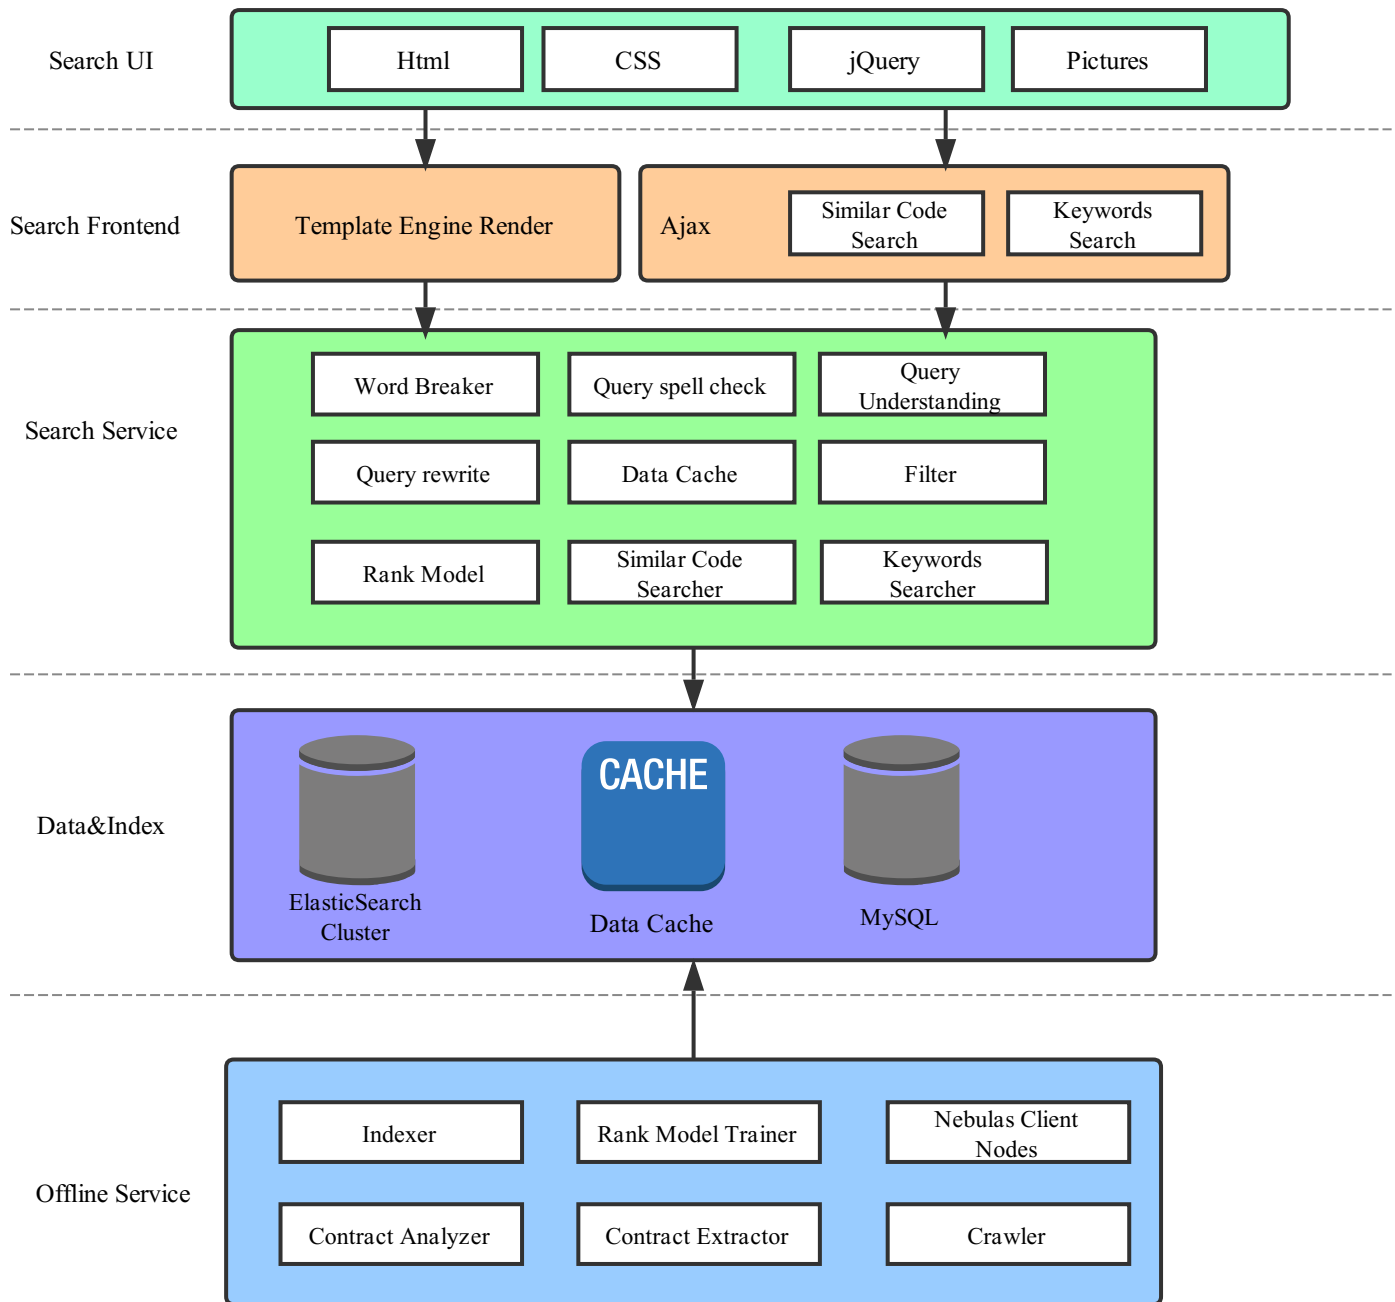 Search UI
Html
CSS
jQuery
Pictures
Search Frontend
Template Engine Render
Ajax
Similar Code
Search
Keywords
Search
Search Service
Word Breaker
Query spell check
Query
Understanding
Query rewrite
Data Cache
Filter
Rank Model
Similar Code
Searcher
Keywords
Searcher
Data&Index
CACHE
ElasticSearch
Cluster
Data Cache
MySQL
Offline Service
Indexer
Rank Model Trainer
Nebulas Client
Nodes
Contract Analyzer
Contract Extractor
Crawler